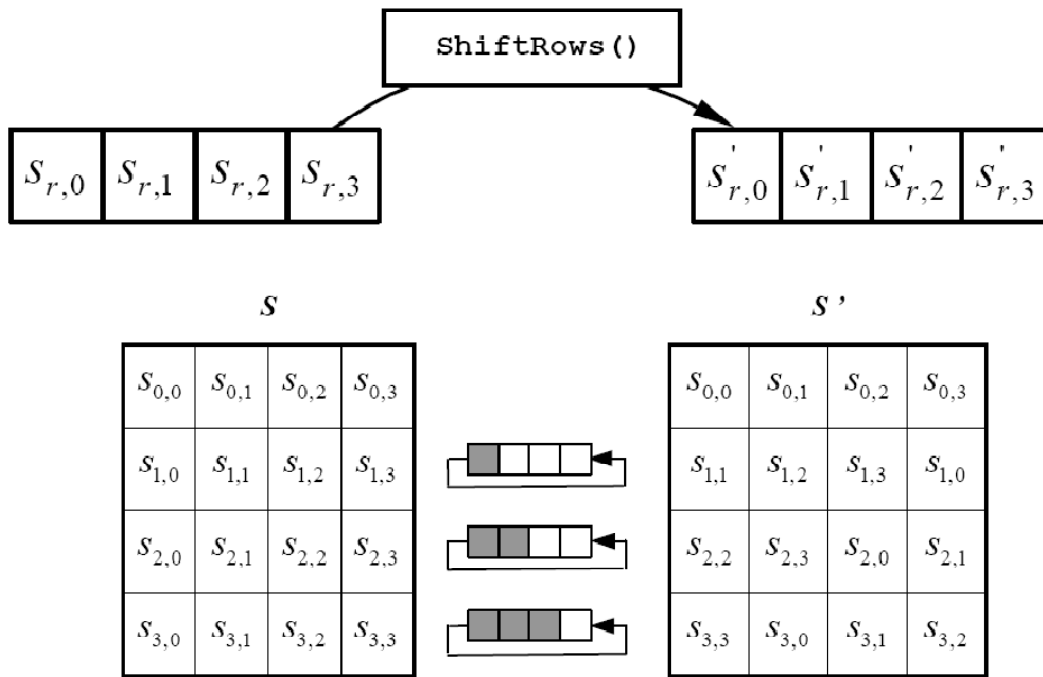 ShiftRows()
S_{r,0} S_{r,1} S_{r,2} S_{r,3} S'_{r,0} S'_{r,1} S'_{r,2} S'_{r,3}
S S'
S_{0,0} S_{0,1} S_{0,2} S_{0,3} S_{0,0} S_{0,1} S_{0,2} S_{0,3}
S_{1,0} S_{1,1} S_{1,2} S_{1,3} S_{1,1} S_{1,2} S_{1,3} S_{1,0}
S_{2,0} S_{2,1} S_{2,2} S_{2,3} S_{2,2} S_{2,3} S_{2,0} S_{2,1}
S_{3,0} S_{3,1} S_{3,2} S_{3,3} S_{3,3} S_{3,0} S_{3,1} S_{3,2}